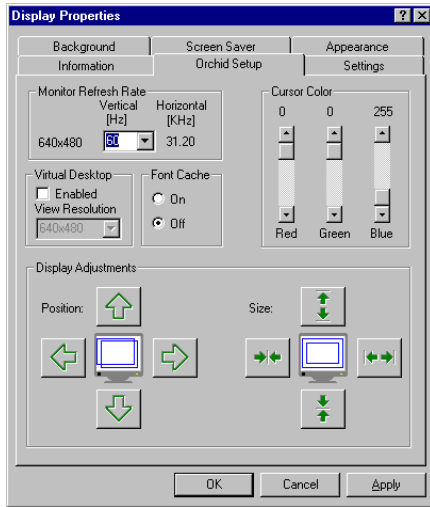 Display Properties
Background Screen Saver Appearance
Information Orchid Setup Settings
Monitor Refresh Rate
Vertical Horizontal
[Hz] [KHz]
640x480 60 31.20
Cursor Color
0 0 255
Red Green Blue
Virtual Desktop
Enabled
View Resolution
640x480
Font Cache
On
Off
Display Adjustments
Position: Size:
OK Cancel Apply